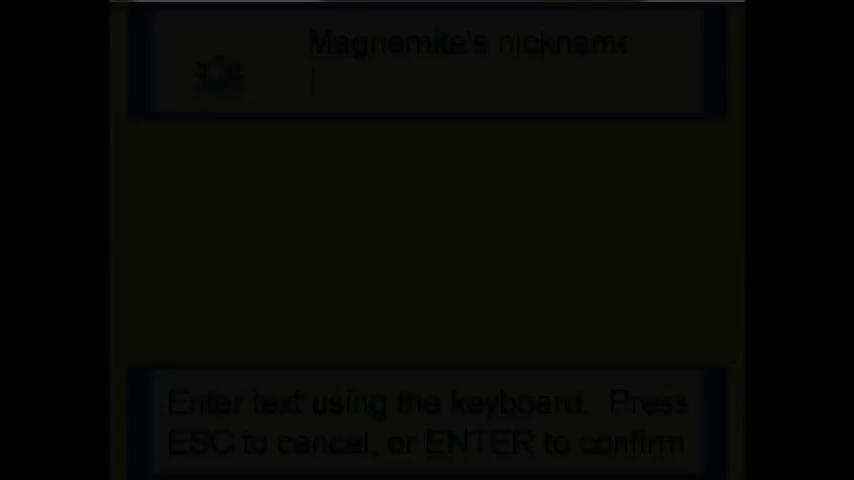 Magnemite's nickname
Enter text using the keyboard. Press
ESC to cancel, or ENTER to confirm